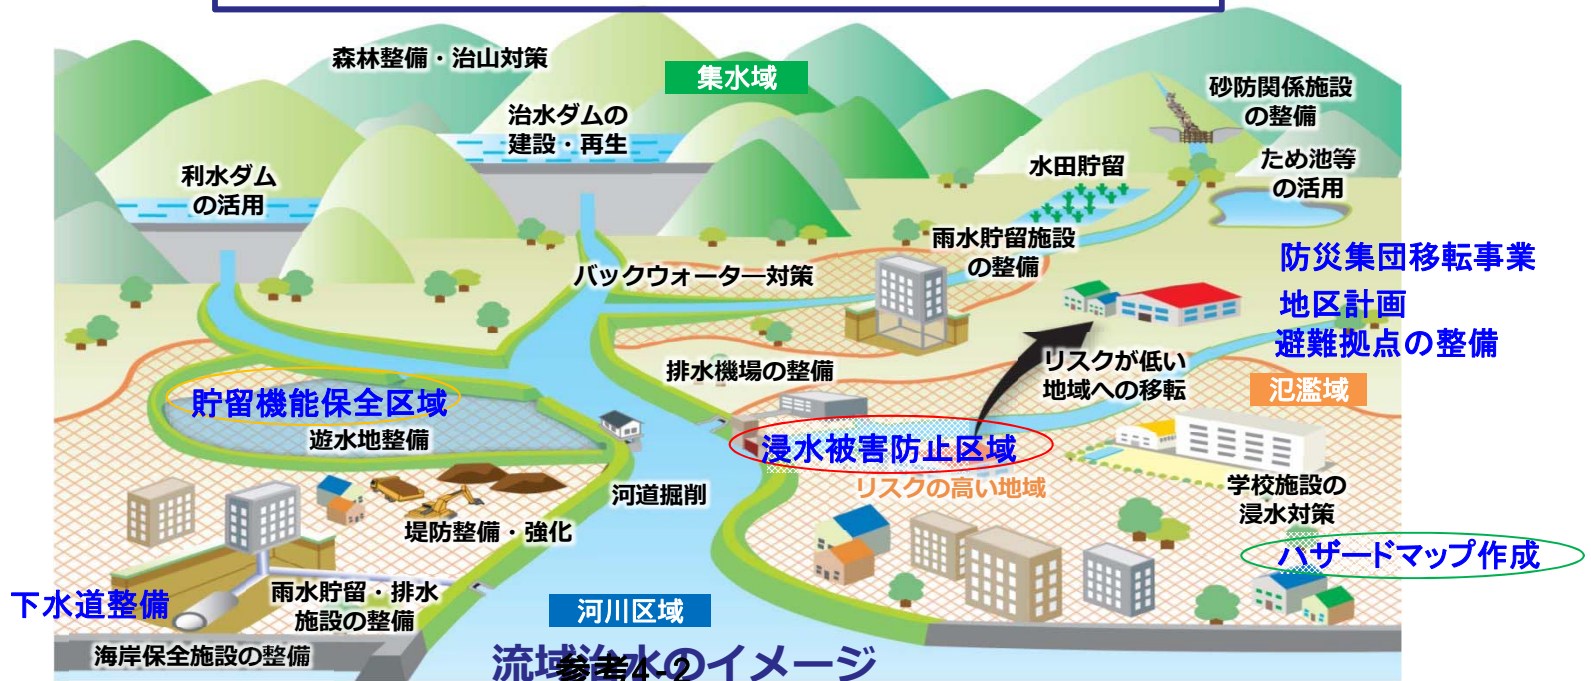 森林整備・治山対策
集水域
砂防関係施設
の整備
治水ダムの
建設・再生
利水ダム
の活用
水田貯留
ため池等
の活用
雨水貯留施設
の整備
バックウォーター対策
防災集団移転事業
地区計画
避難拠点の整備
排水機場の整備
リスクが低い
地域への移転
氾濫域
貯留機能保全区域
遊水地整備
浸水被害防止区域
リスクの高い地域
河道掘削
学校施設の
浸水対策
堤防整備・強化
ハザードマップ作成
下水道整備
雨水貯留・排水
施設の整備
河川区域
海岸保全施設の整備
流域治水のイメージ
参考4-2